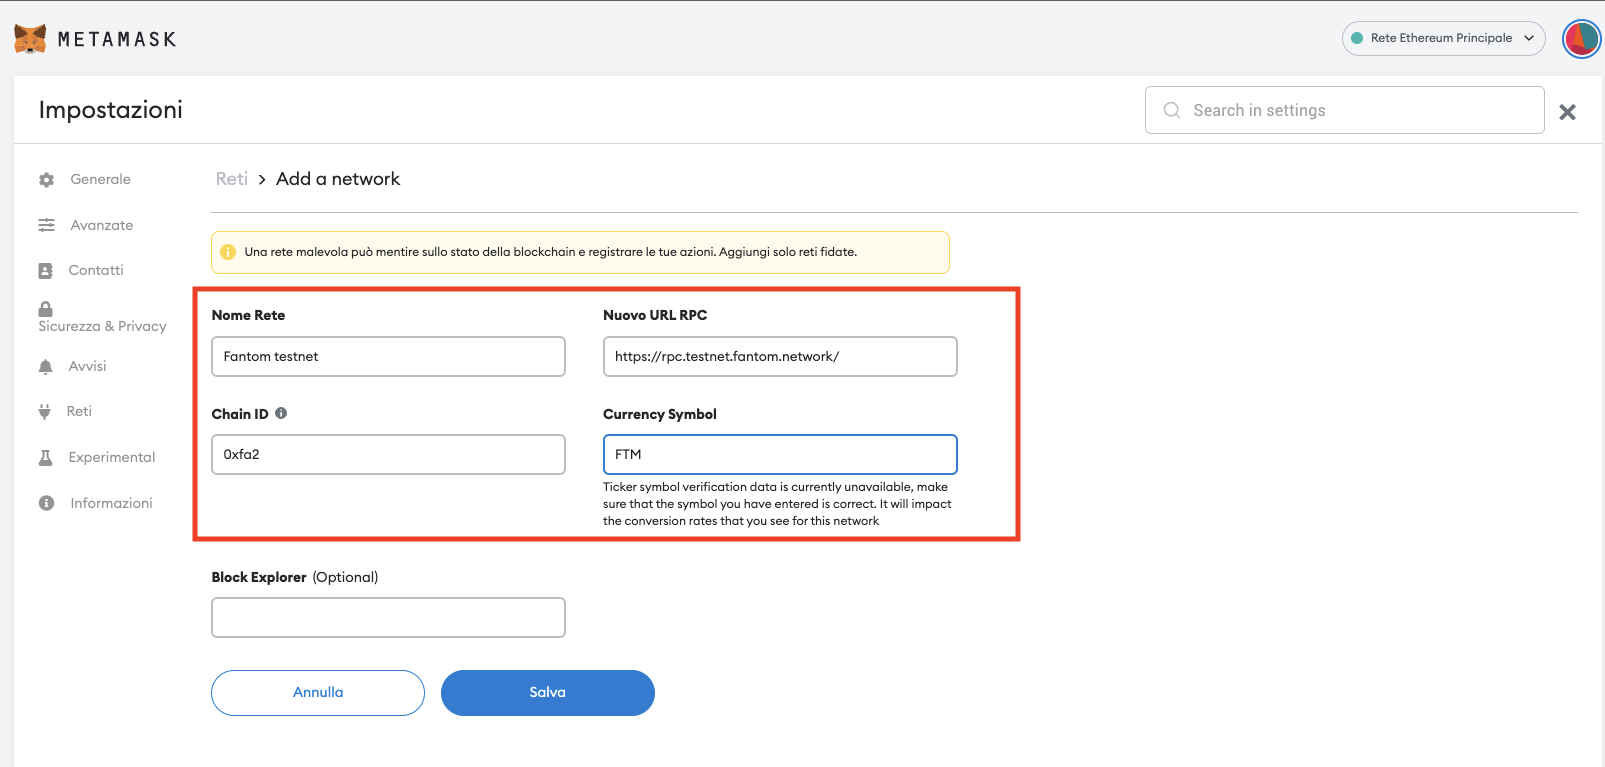 METAMASK
Rete Ethereum Principale
Impostazioni
Search in settings
Generale
Avanzate
Contatti
Sicurezza & Privacy
Avvisi
Reti
Experimental
Informazioni
Reti > Add a network
Una rete malevola può mentire sullo stato della blockchain e registrare le tue azioni. Aggiungi solo reti fidate.
Nome Rete
Fantom testnet
Nuovo URL RPC
https://rpc.testnet.fantom.network/
Chain ID
0xfa2
Currency Symbol
FTM
Ticker symbol verification data is currently unavailable, make
sure that the symbol you have entered is correct. It will impact
the conversion rates that you see for this network
Block Explorer (Optional)
Annulla
Salva